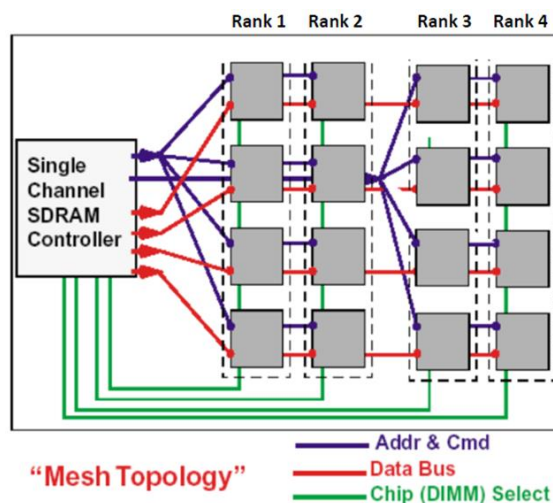 Rank 1 Rank 2 Rank 3 Rank 4
Single
Channel
SDRAM
Controller
Addr & Cmd
“Mesh Topology”
Data Bus
Chip (DIMM) Select